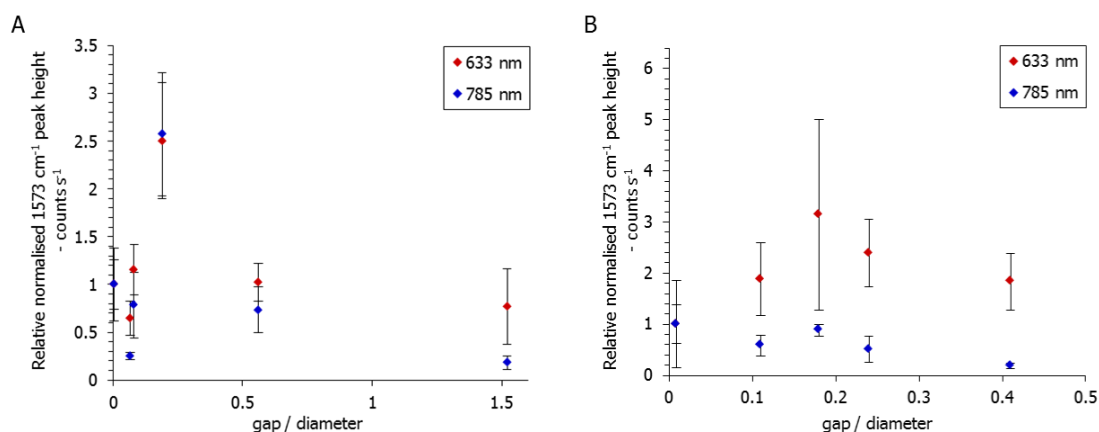 A
Relative normalised 1573 cm⁻¹ peak height
- counts s⁻¹
3.5
3
2.5
2
1.5
1
0.5
0
0
0.5
1
1.5
gap / diameter
633 nm
785 nm
B
Relative normalised 1573 cm⁻¹ peak height
- counts s⁻¹
6
5
4
3
2
1
0
0
0.1
0.2
0.3
0.4
0.5
gap / diameter
633 nm
785 nm